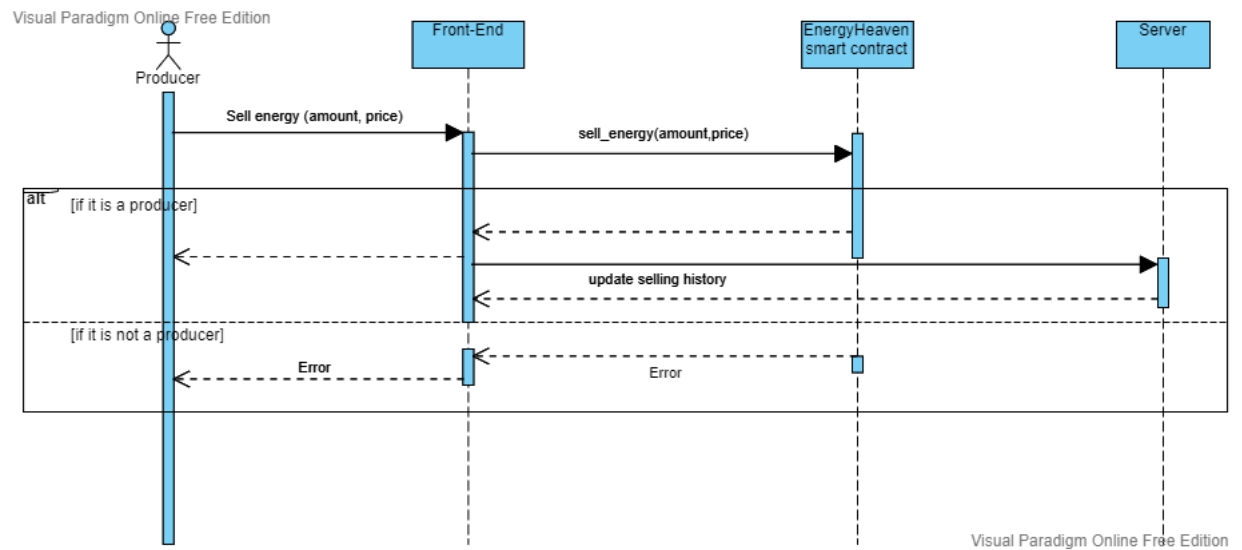 Visual Paradigm Online Free Edition
Producer
Front-End
EnergyHeaven
smart contract
Server
Sell energy (amount, price)
sell_energy(amount,price)
alt
[if it is a producer]
update selling history
[if it is not a producer]
Error
Error
Visual Paradigm Online Free Edition